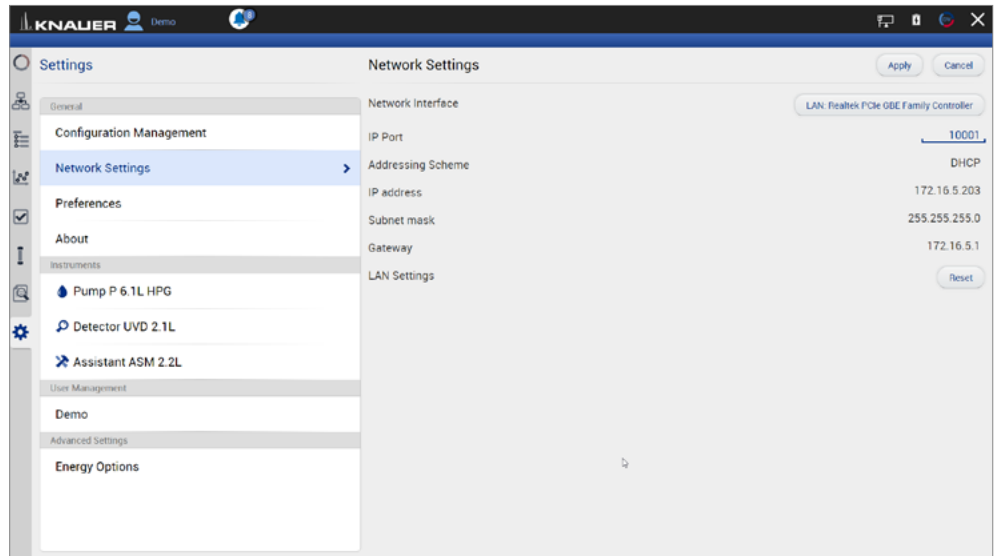 KNAUER Demo
Settings
Network Settings
Apply
Cancel
General
Configuration Management
Network Settings
Preferences
About
Instruments
Pump P 6.1L HPG
Detector UVD 2.1L
Assistant ASM 2.2L
User Management
Demo
Advanced Settings
Energy Options
Network Interface
LAN: Realtek PCIe GBE Family Controller
IP Port
10001
Addressing Scheme
DHCP
IP address
172.16.5.203
Subnet mask
255.255.255.0
Gateway
172.16.5.1
LAN Settings
Reset